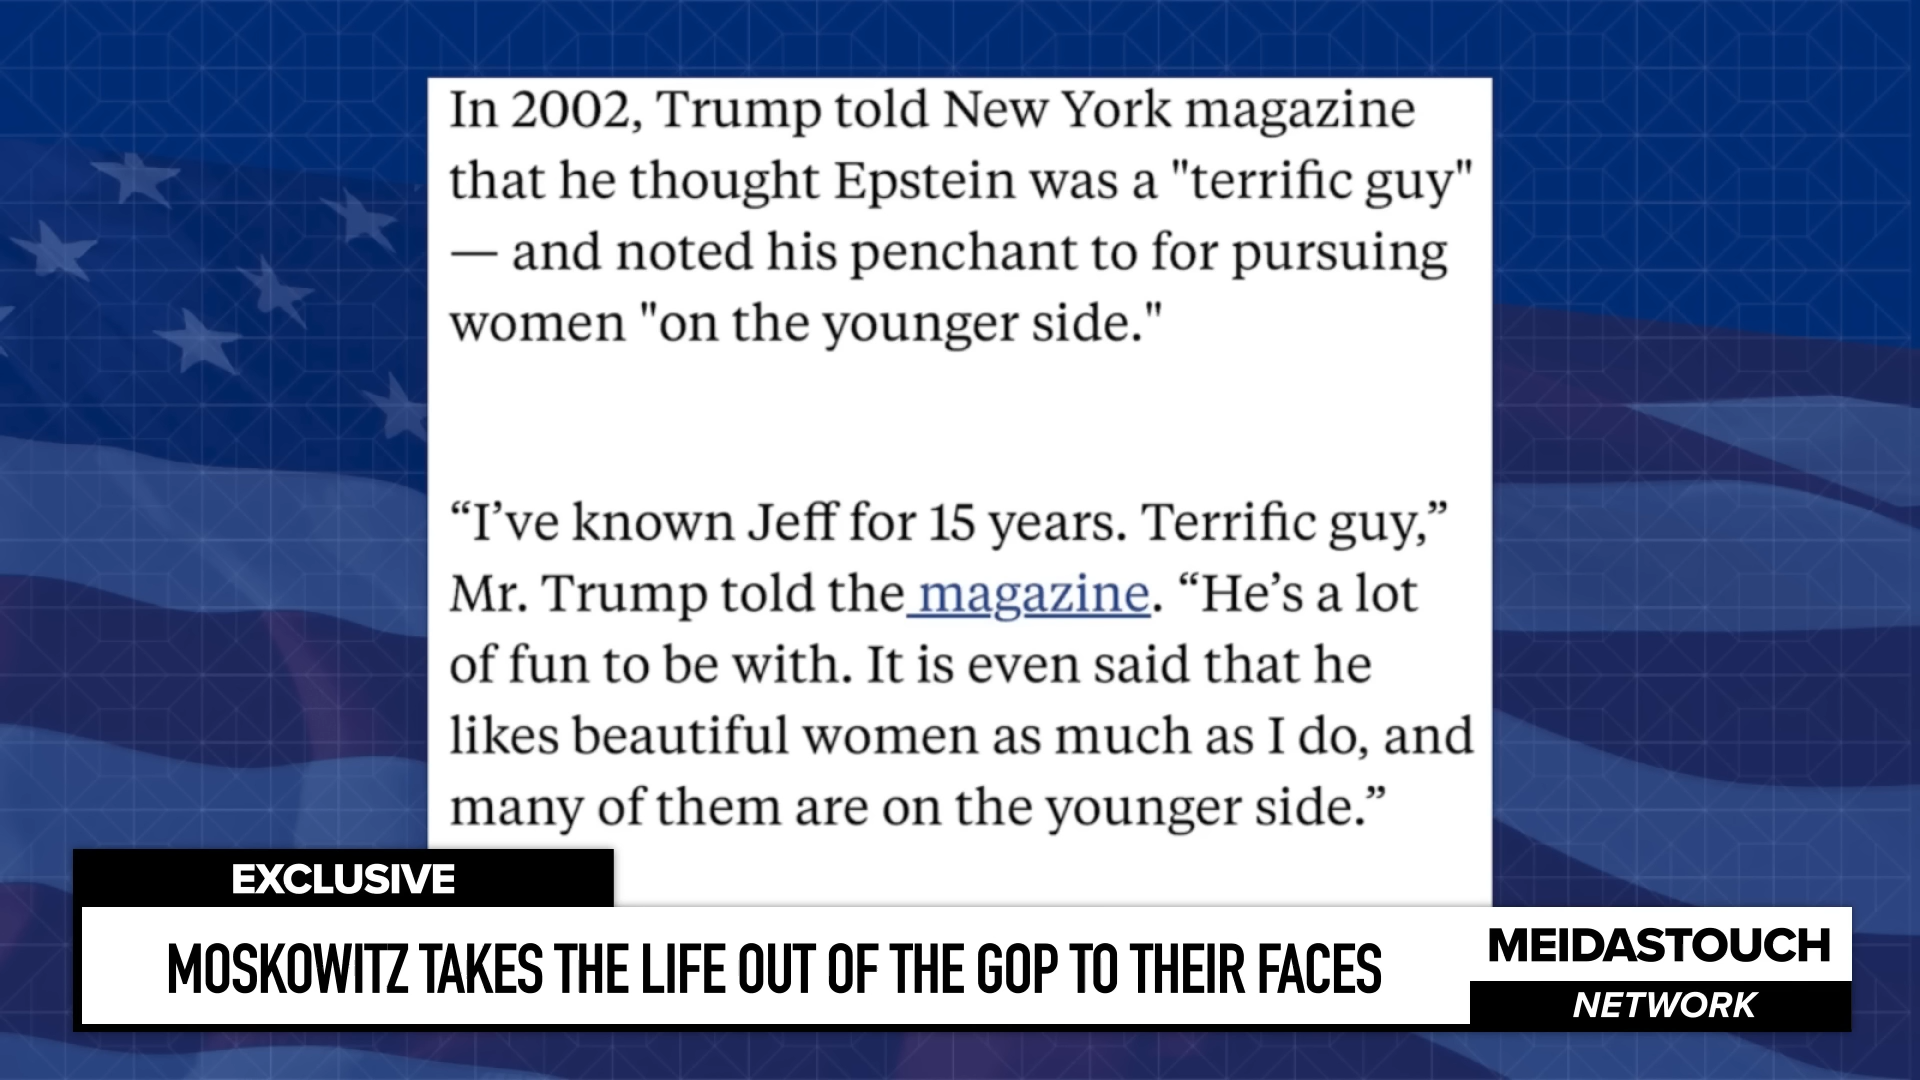 In 2002, Trump told New York magazine
that he thought Epstein was a "terrific guy"
— and noted his penchant to for pursuing
women "on the younger side."
“I’ve known Jeff for 15 years. Terrific guy,”
Mr. Trump told the magazine. “He’s a lot
of fun to be with. It is even said that he
likes beautiful women as much as I do, and
many of them are on the younger side.”
EXCLUSIVE
MOSKOWITZ TAKES THE LIFE OUT OF THE GOP TO THEIR FACES
MEIDASTOUCH
NETWORK